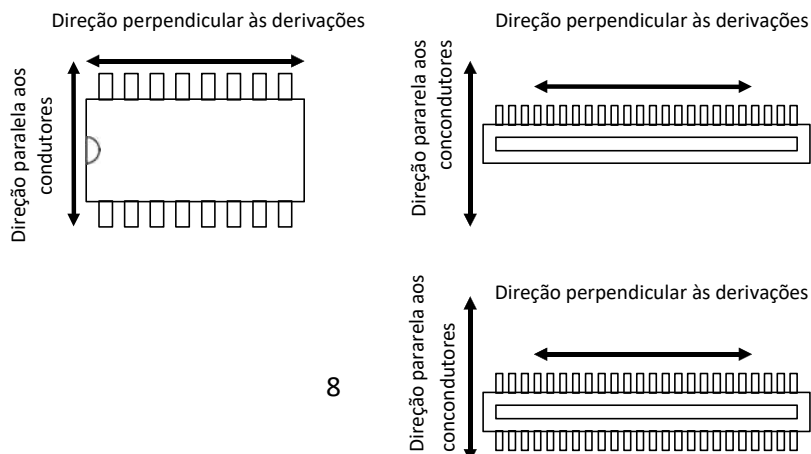 Direção perpendicular às derivações
Direção paralela aos
condutores
Direção perpendicular às derivações
Direção pararela aos
concondutores
Direção perpendicular às derivações
Direção pararela aos
concondutores
8